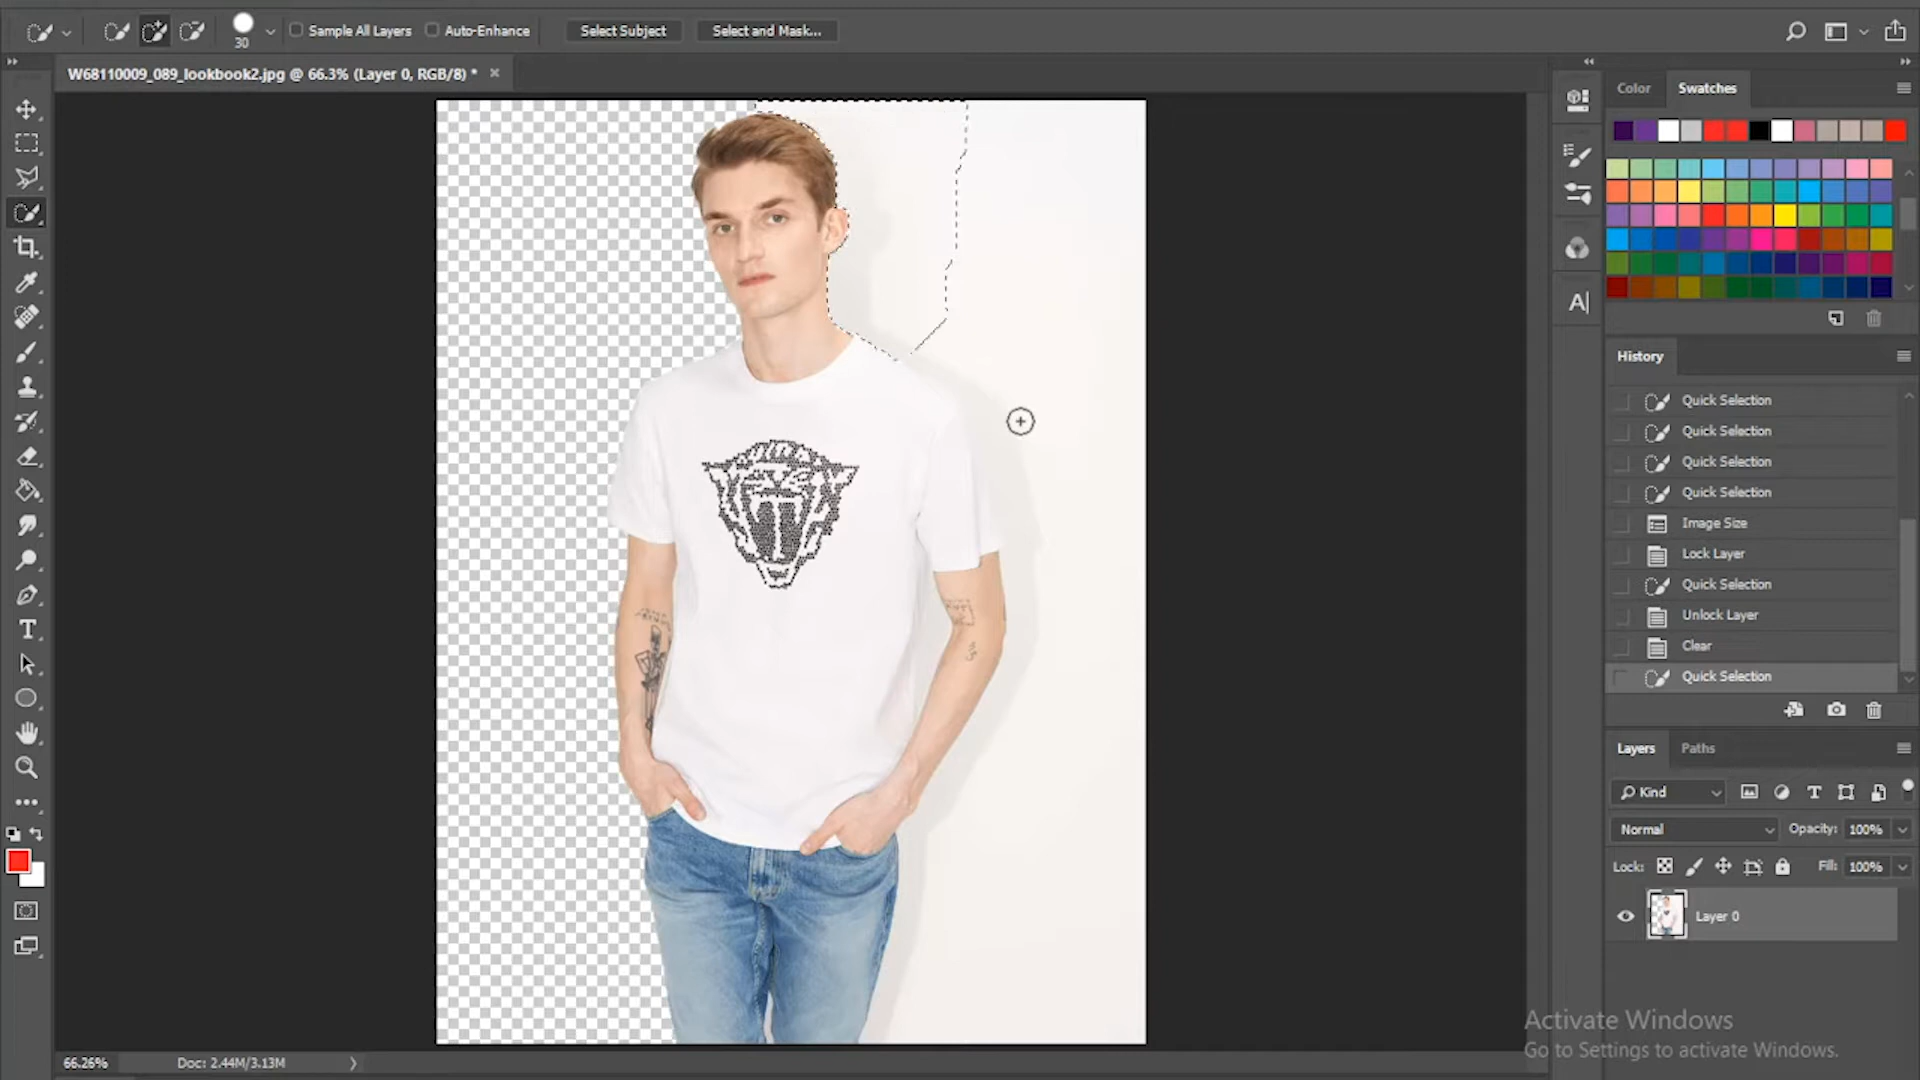 30
Sample All Layers
Auto-Enhance
Select Subject
Select and Mask...
W68110009_089_lookbook2.jpg @ 66.3% (Layer 0, RGB/8) *
Color
Swatches
History
Quick Selection
Quick Selection
Quick Selection
Quick Selection
Image Size
Lock Layer
Quick Selection
Unlock Layer
Clear
Quick Selection
Layers
Paths
Kind
Normal
Opacity: 100%
Lock:
Fill: 100%
Layer 0
Activate Windows
Go to Settings to activate Windows.
66.26%
Doc: 2.44M/3.13M